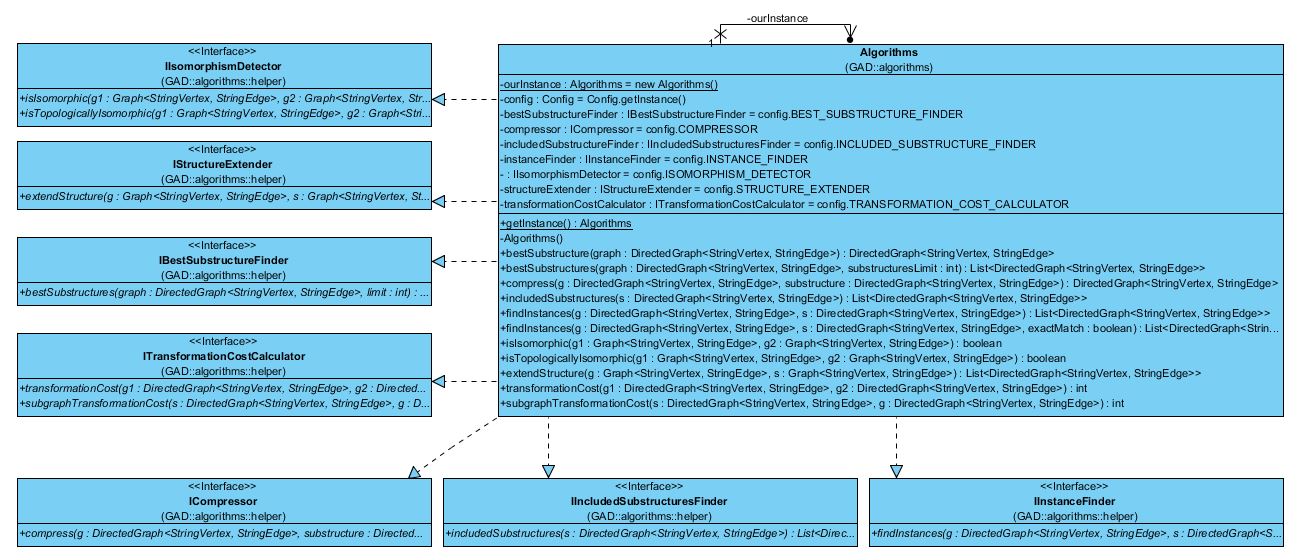 -ourInstance
1
<<Interface>>
IIsomorphismDetector
(GAD::algorithms::helper)
+isIsomorphic(g1 : Graph<StringVertex, StringEdge>, g2 : Graph<StringVertex, Str...
+isTopologicallyIsomorphic(g1 : Graph<StringVertex, StringEdge>, g2 : Graph<Stri...
<<Interface>>
IStructureExtender
(GAD::algorithms::helper)
+extendStructure(g : Graph<StringVertex, StringEdge>, s : Graph<StringVertex, St...
<<Interface>>
IBestSubstructureFinder
(GAD::algorithms::helper)
+bestSubstructures(graph : DirectedGraph<StringVertex, StringEdge>, limit : int) : ...
<<Interface>>
ITransformationCostCalculator
(GAD::algorithms::helper)
+transformationCost(g1 : DirectedGraph<StringVertex, StringEdge>, g2 : Directed...
+subgraphTransformationCost(s : DirectedGraph<StringVertex, StringEdge>, g : D...
Algorithms
(GAD::algorithms)
-ourInstance : Algorithms = new Algorithms()
-config : Config = Config.getInstance()
-bestSubstructureFinder : IBestSubstructureFinder = config.BEST_SUBSTRUCTURE_FINDER
-compressor : ICompressor = config.COMPRESSOR
-includedSubstructureFinder : IIncludedSubstructuresFinder = config.INCLUDED_SUBSTRUCTURE_FINDER
-instanceFinder : IInstanceFinder = config.INSTANCE_FINDER
- : IIsomorphismDetector = config.ISOMORPHISM_DETECTOR
-structureExtender : IStructureExtender = config.STRUCTURE_EXTENDER
-transformationCostCalculator : ITransformationCostCalculator = config.TRANSFORMATION_COST_CALCULATOR
+getInstance() : Algorithms
-Algorithms()
+bestSubstructure(graph : DirectedGraph<StringVertex, StringEdge>) : DirectedGraph<StringVertex, StringEdge>
+bestSubstructures(graph : DirectedGraph<StringVertex, StringEdge>, substructuresLimit : int) : List<DirectedGraph<StringVertex, StringEdge>>
+compress(g : DirectedGraph<StringVertex, StringEdge>, substructure : DirectedGraph<StringVertex, StringEdge>) : DirectedGraph<StringVertex, StringEdge>
+includedSubstructures(s : DirectedGraph<StringVertex, StringEdge>) : List<DirectedGraph<StringVertex, StringEdge>>
+findInstances(g : DirectedGraph<StringVertex, StringEdge>, s : DirectedGraph<StringVertex, StringEdge>) : List<DirectedGraph<StringVertex, StringEdge>>
+findInstances(g : DirectedGraph<StringVertex, StringEdge>, s : DirectedGraph<StringVertex, StringEdge>, exactMatch : boolean) : List<DirectedGraph<Strin...
+isIsomorphic(g1 : Graph<StringVertex, StringEdge>, g2 : Graph<StringVertex, StringEdge>) : boolean
+isTopologicallyIsomorphic(g1 : Graph<StringVertex, StringEdge>, g2 : Graph<StringVertex, StringEdge>) : boolean
+extendStructure(g : Graph<StringVertex, StringEdge>, s : Graph<StringVertex, StringEdge>) : List<DirectedGraph<StringVertex, StringEdge>>
+transformationCost(g1 : DirectedGraph<StringVertex, StringEdge>, g2 : DirectedGraph<StringVertex, StringEdge>) : int
+subgraphTransformationCost(s : DirectedGraph<StringVertex, StringEdge>, g : DirectedGraph<StringVertex, StringEdge>) : int
<<Interface>>
ICompressor
(GAD::algorithms::helper)
+compress(g : DirectedGraph<StringVertex, StringEdge>, substructure : Directed...
<<Interface>>
IIncludedSubstructuresFinder
(GAD::algorithms::helper)
+includedSubstructures(s : DirectedGraph<StringVertex, StringEdge>) : List<Direc...
<<Interface>>
IInstanceFinder
(GAD::algorithms::helper)
+findInstances(g : DirectedGraph<StringVertex, StringEdge>, s : DirectedGraph<S...